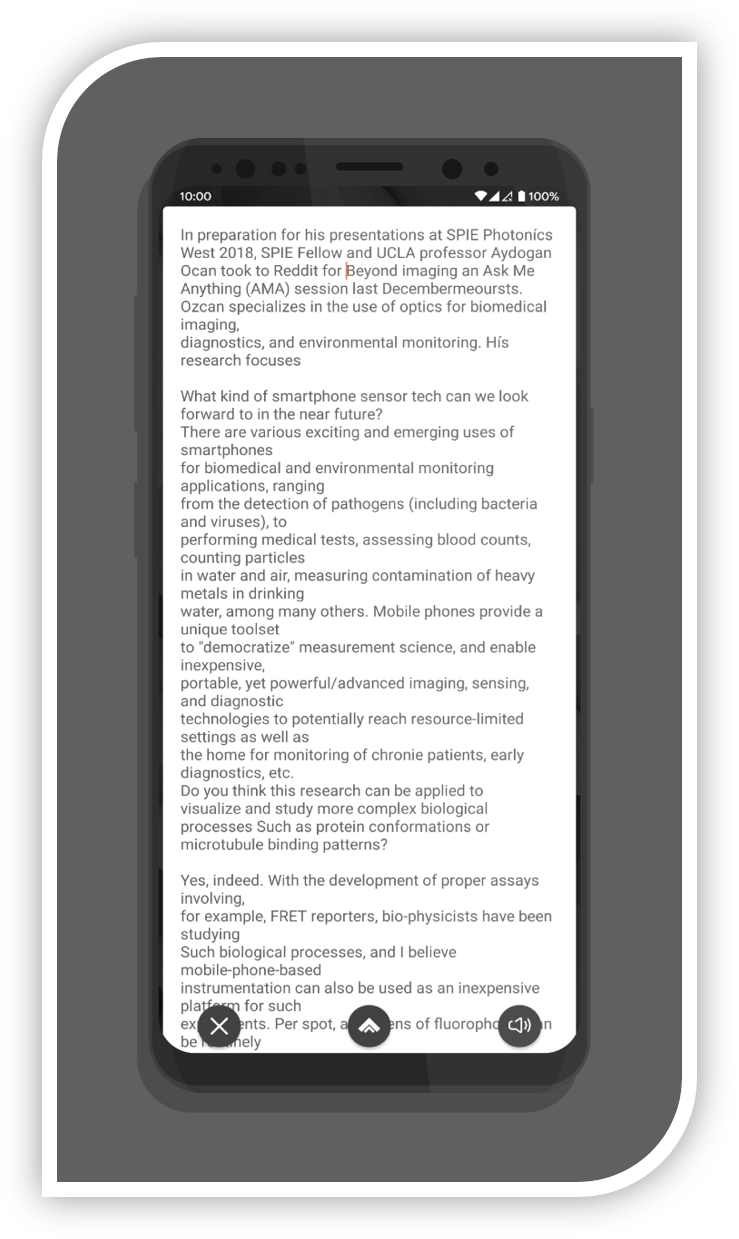 10:00
100%
In preparation for his presentations at SPIE Photonícs
West 2018, SPIE Fellow and UCLA professor Aydogan
Ocan took to Reddit for Beyond imaging an Ask Me
Anything (AMA) session last Decembermeoursts.
Ozcan specializes in the use of optics for biomedical
imaging,
diagnostics, and environmental monitoring. Hís
research focuses
What kind of smartphone sensor tech can we look
forward to in the near future?
There are various exciting and emerging uses of
smartphones
for biomedical and environmental monitoring
applications, ranging
from the detection of pathogens (including bacteria
and viruses), to
performing medical tests, assessing blood counts,
counting particles
in water and air, measuring contamination of heavy
metals in drinking
water, among many others. Mobile phones provide a
unique toolset
to "democratize" measurement science, and enable
inexpensive,
portable, yet powerful/advanced imaging, sensing,
and diagnostic
technologies to potentially reach resource-limited
settings as well as
the home for monitoring of chronie patients, early
diagnostics, etc.
Do you think this research can be applied to
visualize and study more complex biological
processes Such as protein conformations or
microtubule binding patterns?
Yes, indeed. With the development of proper assays
involving,
for example, FRET reporters, bio-physicists have been
studying
Such biological processes, and I believe
mobile-phone-based
instrumentation can also be used as an inexpensive
platform for such
Per spot, of
be